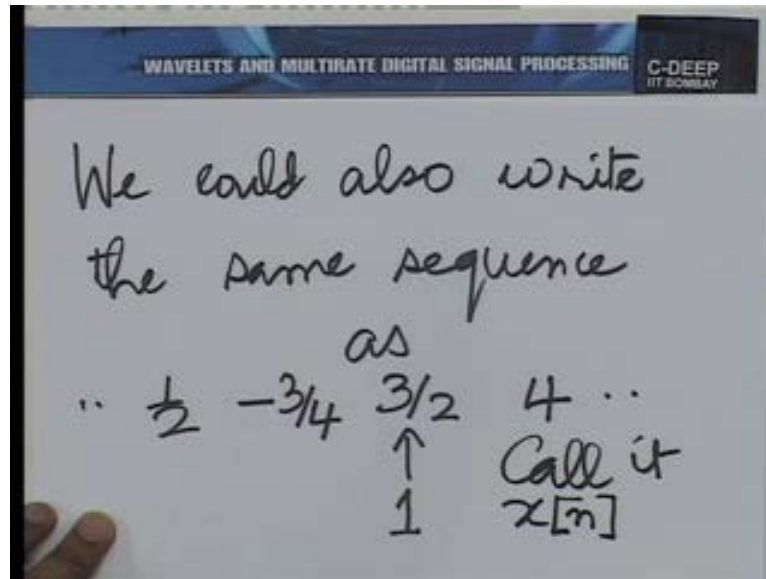 WAVELETS AND MULTIRATE DIGITAL SIGNAL PROCESSING
C-DEEP
IIT BOMBAY
We could also write
the same sequence
as
.. 1/2 -3/4 3/2 4 ..
↑ Call it
1 x[n]